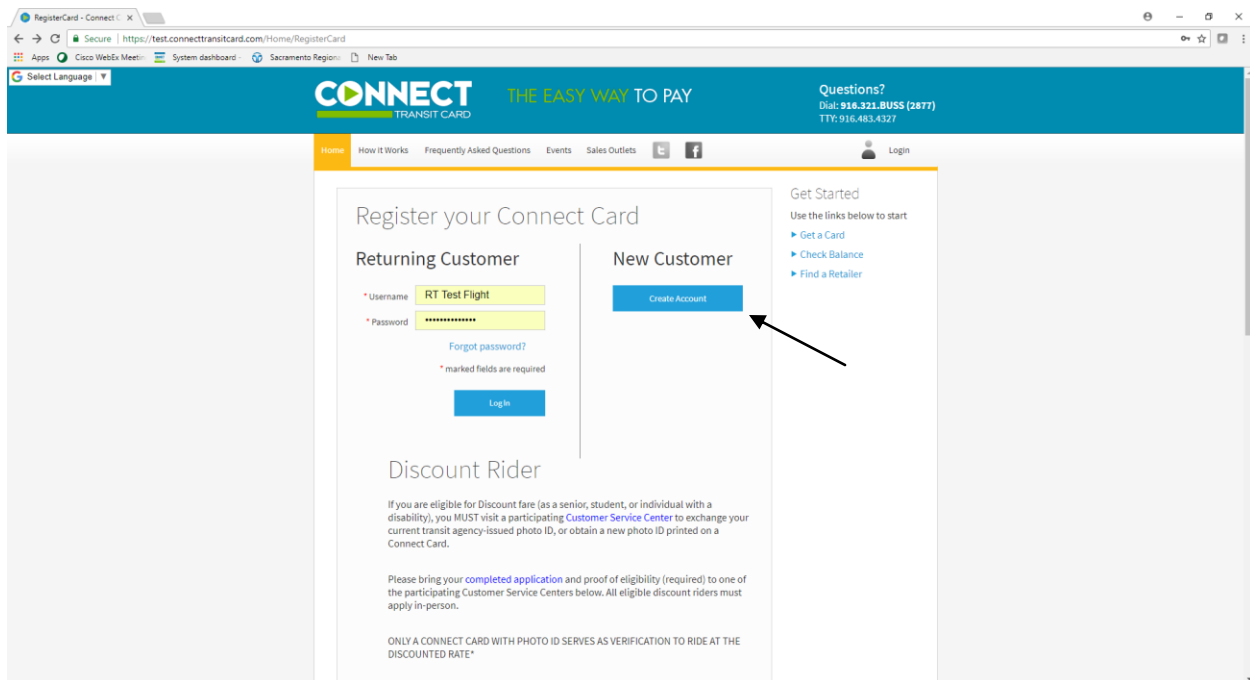 RegisterCard - Connect C
Secure | https://test.connecttransitcard.com/Home/RegisterCard
Apps Cisco WebEx Meetin System dashboard - Sacramento Region New Tab
Select Language ▼
CONNECT
TRANSIT CARD
THE EASY WAY TO PAY
Questions?
Dial: 916.321.BUSS (2877)
TTY: 916.483.4327
Home How it Works Frequently Asked Questions Events Sales Outlets Login
Register your Connect Card
Returning Customer
* Username RT Test Flight
* Password ••••••••••••••
Forgot password?
* marked fields are required
Log In
New Customer
Create Account
Get Started
Use the links below to start
Get a Card
Check Balance
Find a Retailer
Discount Rider
If you are eligible for Discount fare (as a senior, student, or individual with a
disability), you MUST visit a participating Customer Service Center to exchange your
current transit agency-issued photo ID, or obtain a new photo ID printed on a
Connect Card.
Please bring your completed application and proof of eligibility (required) to one of
the participating Customer Service Centers below. All eligible discount riders must
apply in-person.
ONLY A CONNECT CARD WITH PHOTO ID SERVES AS VERIFICATION TO RIDE AT THE
DISCOUNTED RATE*